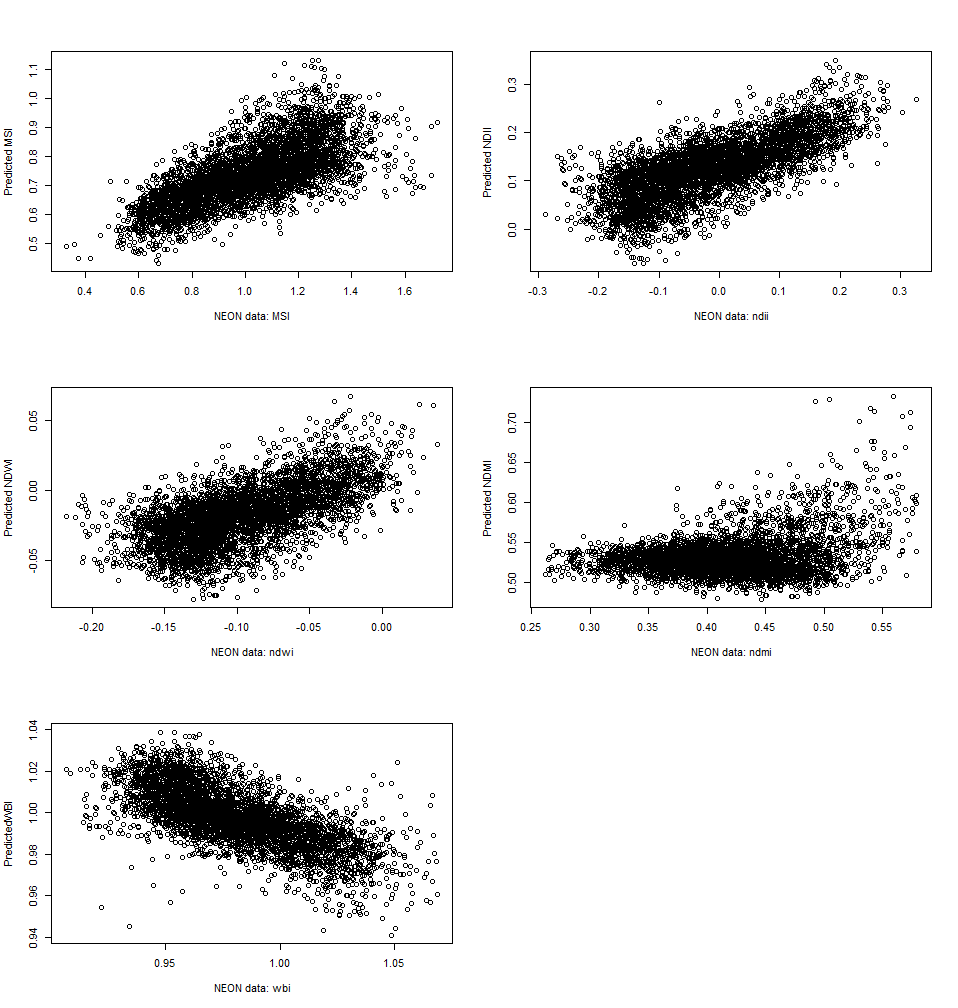 Predicted MSI
0.5 0.6 0.7 0.8 0.9 1.0 1.1
0.4 0.6 0.8 1.0 1.2 1.4 1.6
NEON data: MSI
Predicted NDII
0.0 0.1 0.2 0.3
-0.3 -0.2 -0.1 0.0 0.1 0.2 0.3
NEON data: ndii
Predicted NDWI
-0.05 0.00 0.05
-0.20 -0.15 -0.10 -0.05 0.00
NEON data: ndwi
Predicted NDMI
0.50 0.55 0.60 0.65 0.70
0.25 0.30 0.35 0.40 0.45 0.50 0.55
NEON data: ndmi
PredictedWBI
0.94 0.96 0.98 1.00 1.02 1.04
0.95 1.00 1.05
NEON data: wbi